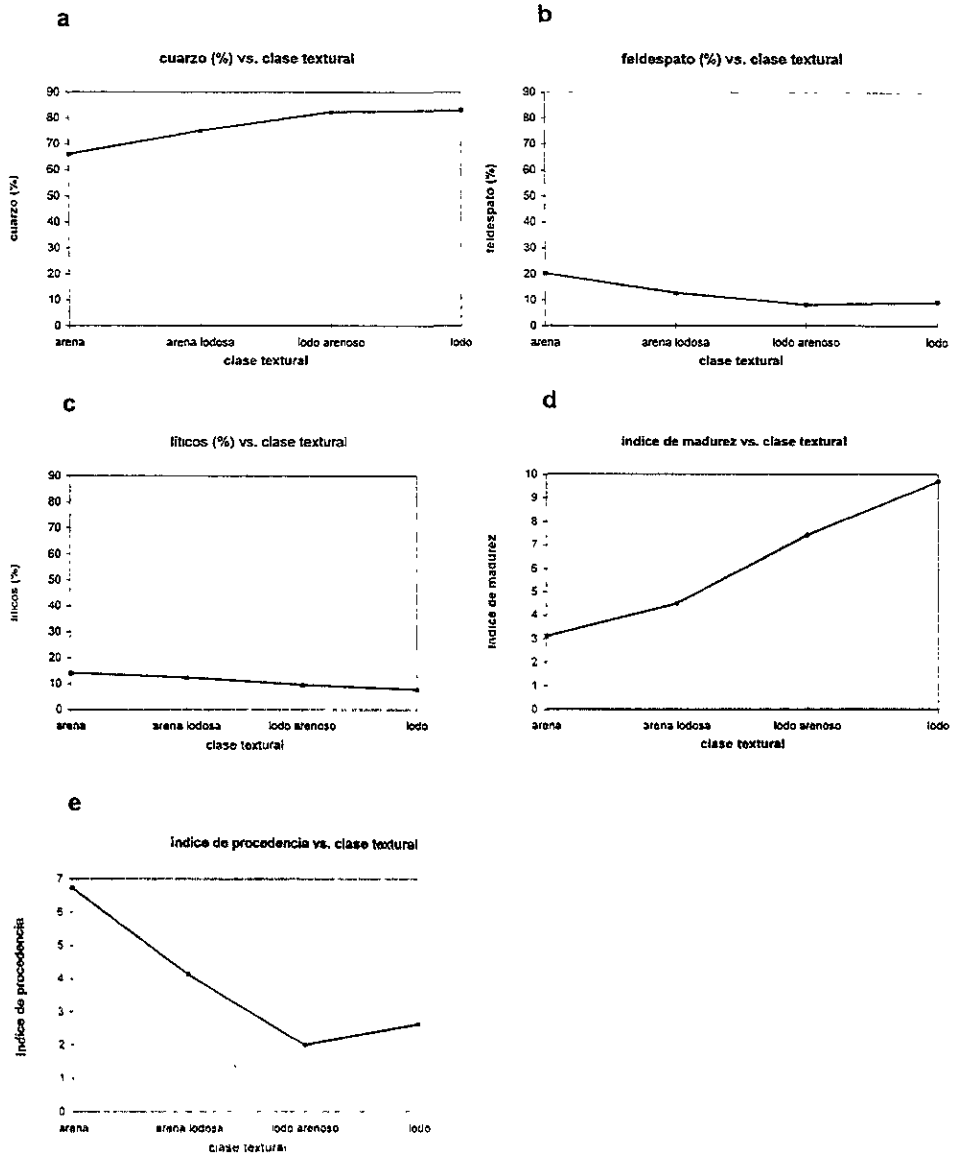 a
cuarzo (%) vs. clase textural
90
80
70
60
50
40
30
20
10
0
cuarzo (%)
arena
arena lodosa
lodo arenoso
lodo
clase textural
b
feldespato (%) vs. clase textural
90
80
70
60
50
40
30
20
10
0
feldespato (%)
arena
arena lodosa
lodo arenoso
lodo
clase textural
c
líticos (%) vs. clase textural
90
80
70
60
50
40
30
20
10
0
líticos (%)
arena
arena lodosa
lodo arenoso
lodo
clase textural
d
indice de madurez vs. clase textural
10
9
8
7
6
5
4
3
2
1
0
indice de madurez
arena
arena lodosa
lodo arenoso
lodo
clase textural
e
indice de procedencia vs. clase textural
7
6
5
4
3
2
1
0
indice de procedencia
arena
arena lodosa
lodo arenoso
lodo
clase textural